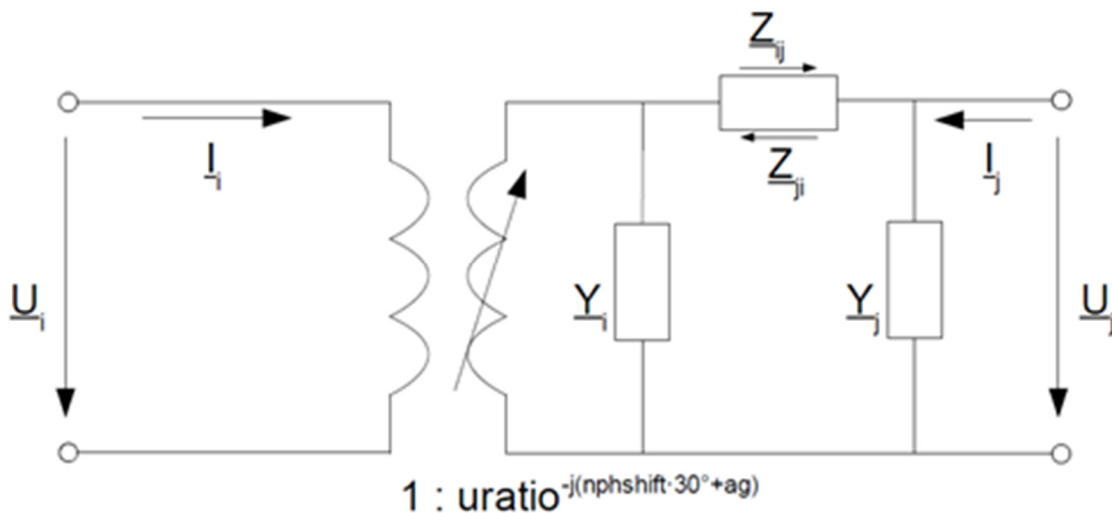 Z_ij
I_i
Z_ji
I_j
U_i
Y_i
Y_j
U_j
1 : uratio^-j(nphshift·30°+ag)